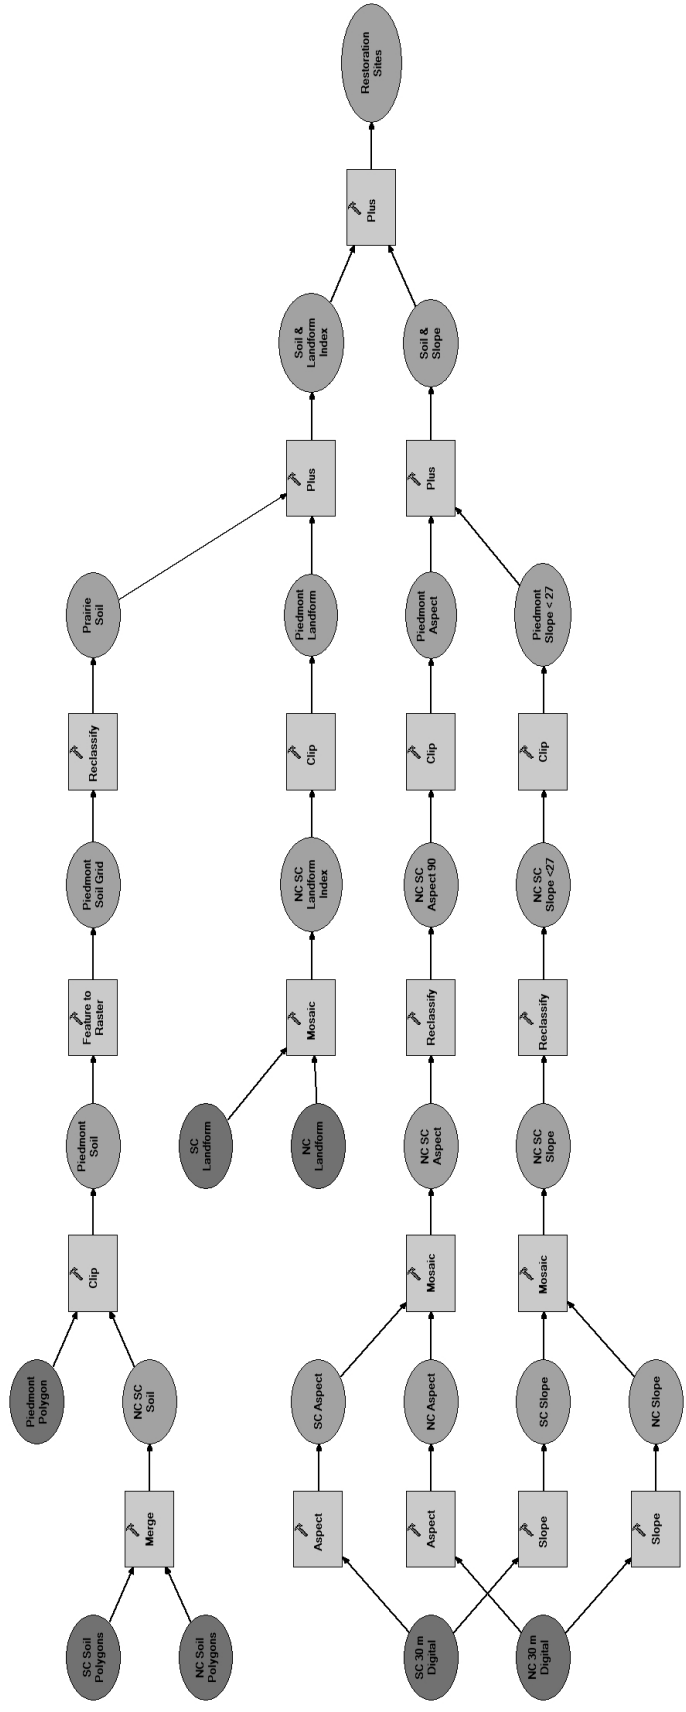 SC Soil
Polygons
NC Soil
Polygons
Merge
Piedmont
Polygon
NC SC
Soil
Clip
Piedmont
Soil
Feature to
Raster
Piedmont
Soil Grid
Reclassify
Prairie
Soil
SC
Landform
NC
Landform
Mosaic
NC SC
Landform
Index
Clip
Piedmont
Landform
Plus
Soil &
Landform
Index
SC 30 m
Digital
NC 30 m
Digital
Aspect
Aspect
Slope
Slope
SC Aspect
NC Aspect
SC Slope
NC Slope
Mosaic
Mosaic
NC SC
Aspect
NC SC
Slope
Reclassify
Reclassify
NC SC
Aspect 90
NC SC
Slope <27
Clip
Clip
Piedmont
Aspect
Piedmont
Slope < 27
Plus
Soil &
Slope
Plus
Restoration
Sites